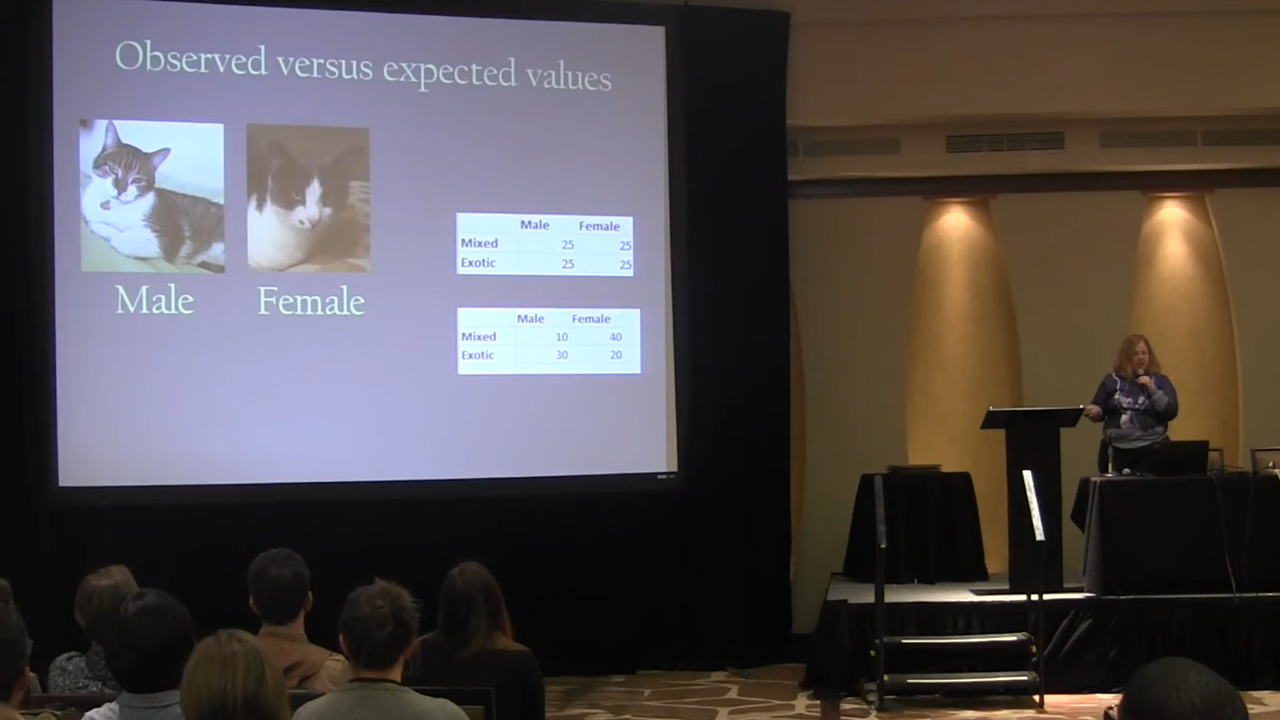 Observed versus expected values
Male Female
Male Female
Mixed 25 25
Exotic 25 25
Male Female
Mixed 10 40
Exotic 30 20